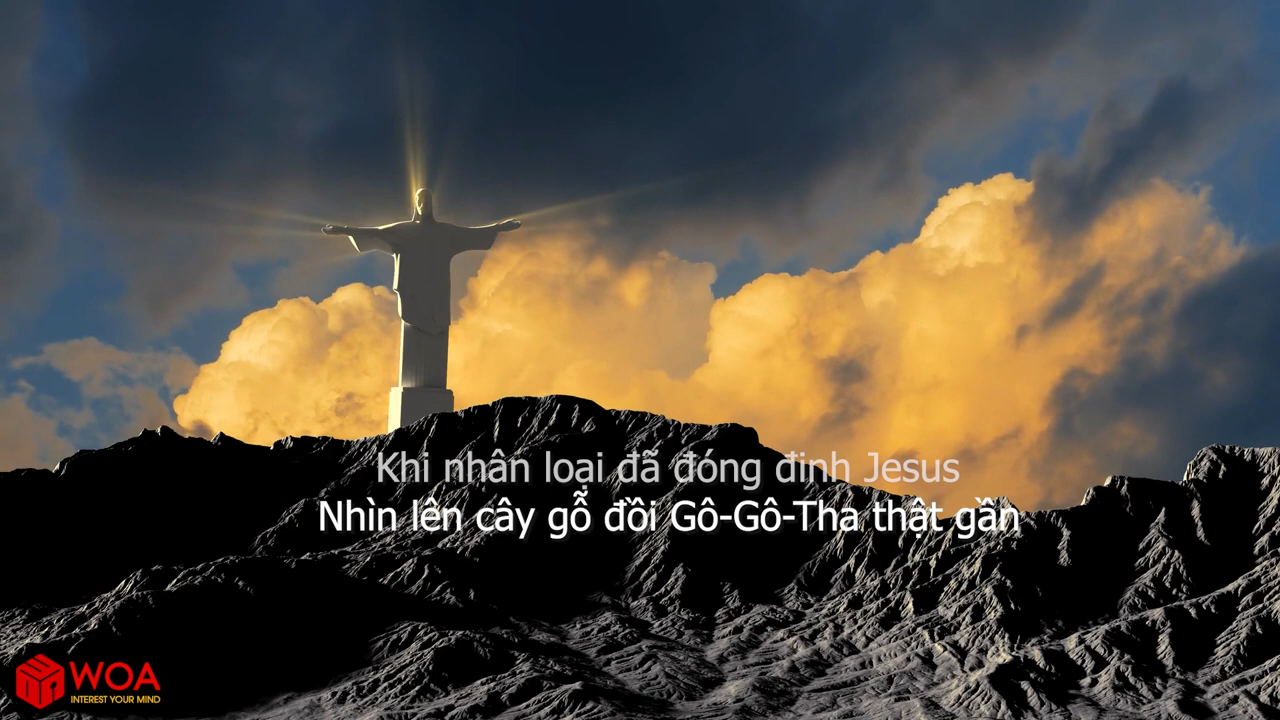 Khi nhân loại đã đóng đinh Jesus
Nhìn lên cây gỗ đồi Gô-Gô-Tha thật gần
WOA
INTEREST YOUR MIND